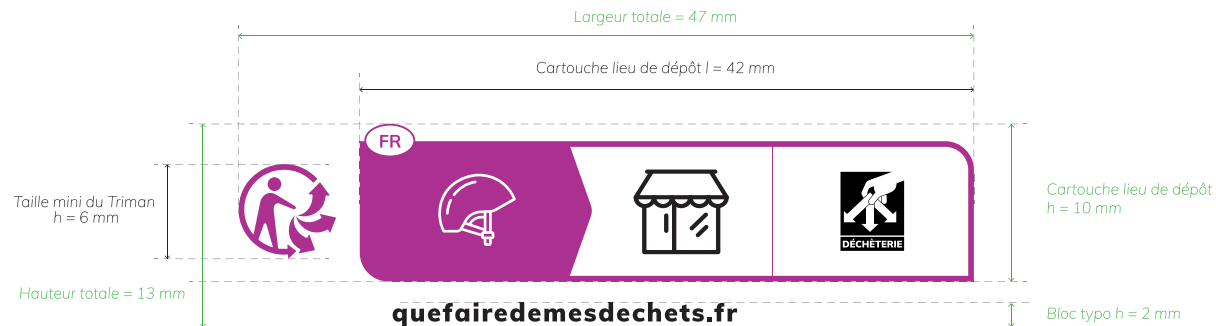 Largeur totale = 47 mm
Cartouche lieu de dépôt l = 42 mm
FR
Taille mini du Triman
h = 6 mm
Cartouche lieu de dépôt
h = 10 mm
DÉCHÈTERIE
Hauteur totale = 13 mm
quefairedemesdechets.fr
Bloc typo h = 2 mm